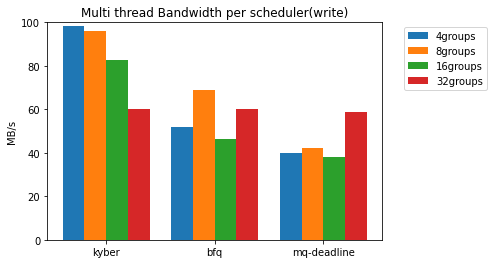 Multi thread Bandwidth per scheduler(write)
100
80
60
40
20
0
MB/s
kyber
bfq
mq-deadline
4groups
8groups
16groups
32groups